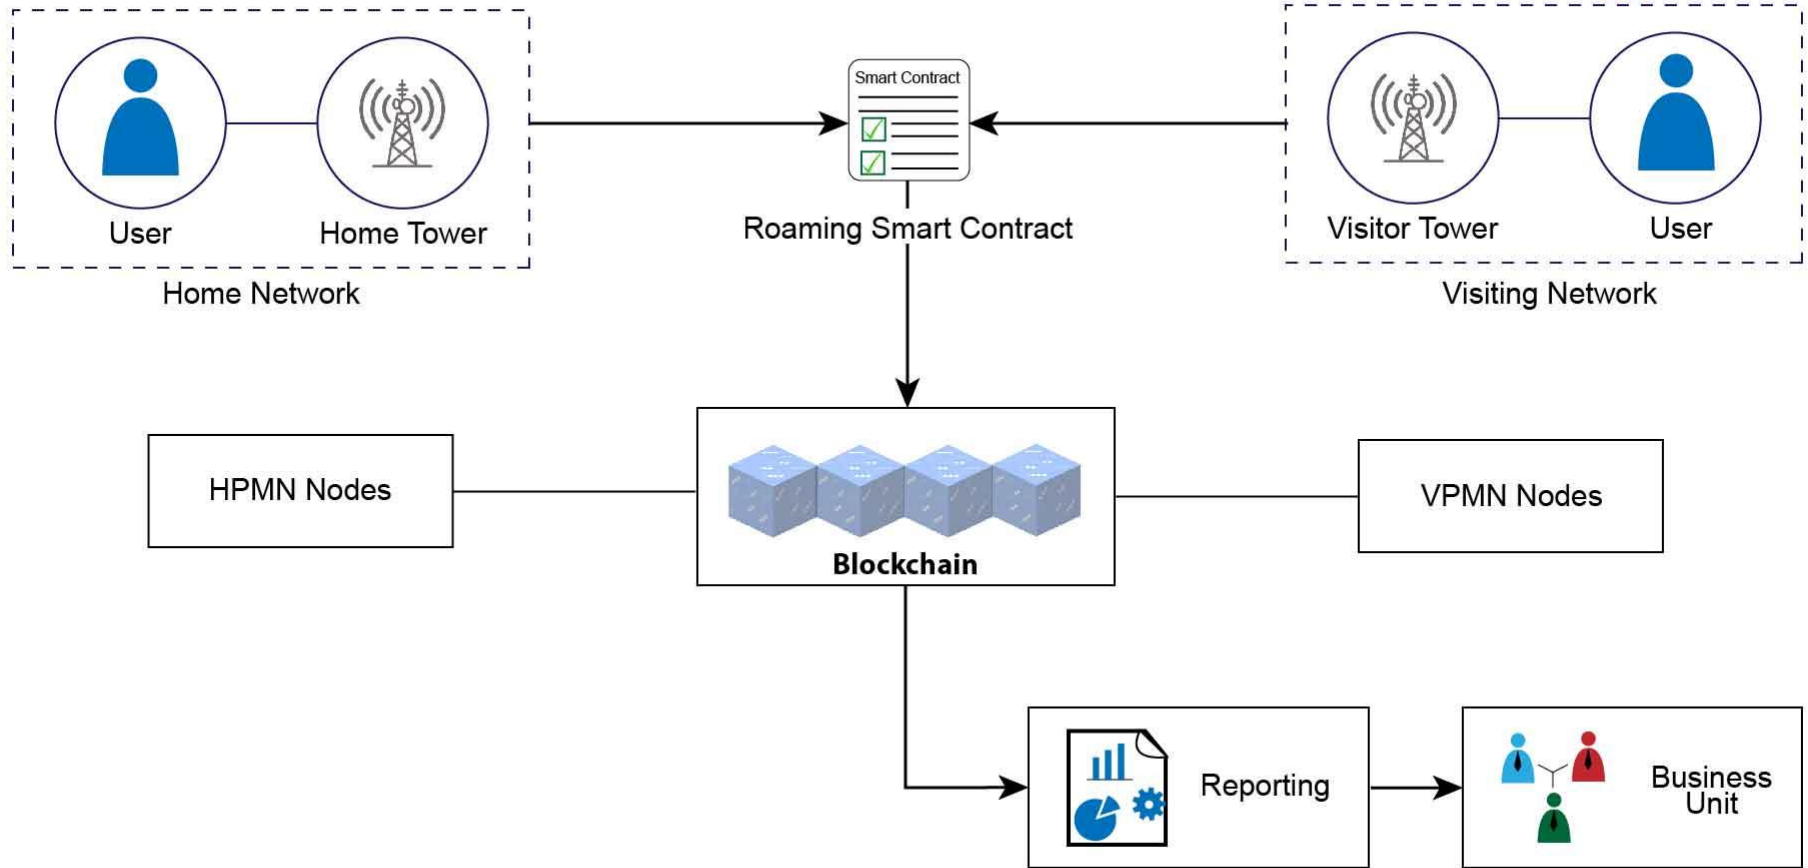 Smart Contract
User
Home Tower
Home Network
Roaming Smart Contract
Visitor Tower
User
Visiting Network
HPMN Nodes
Blockchain
VPMN Nodes
Reporting
Business
Unit